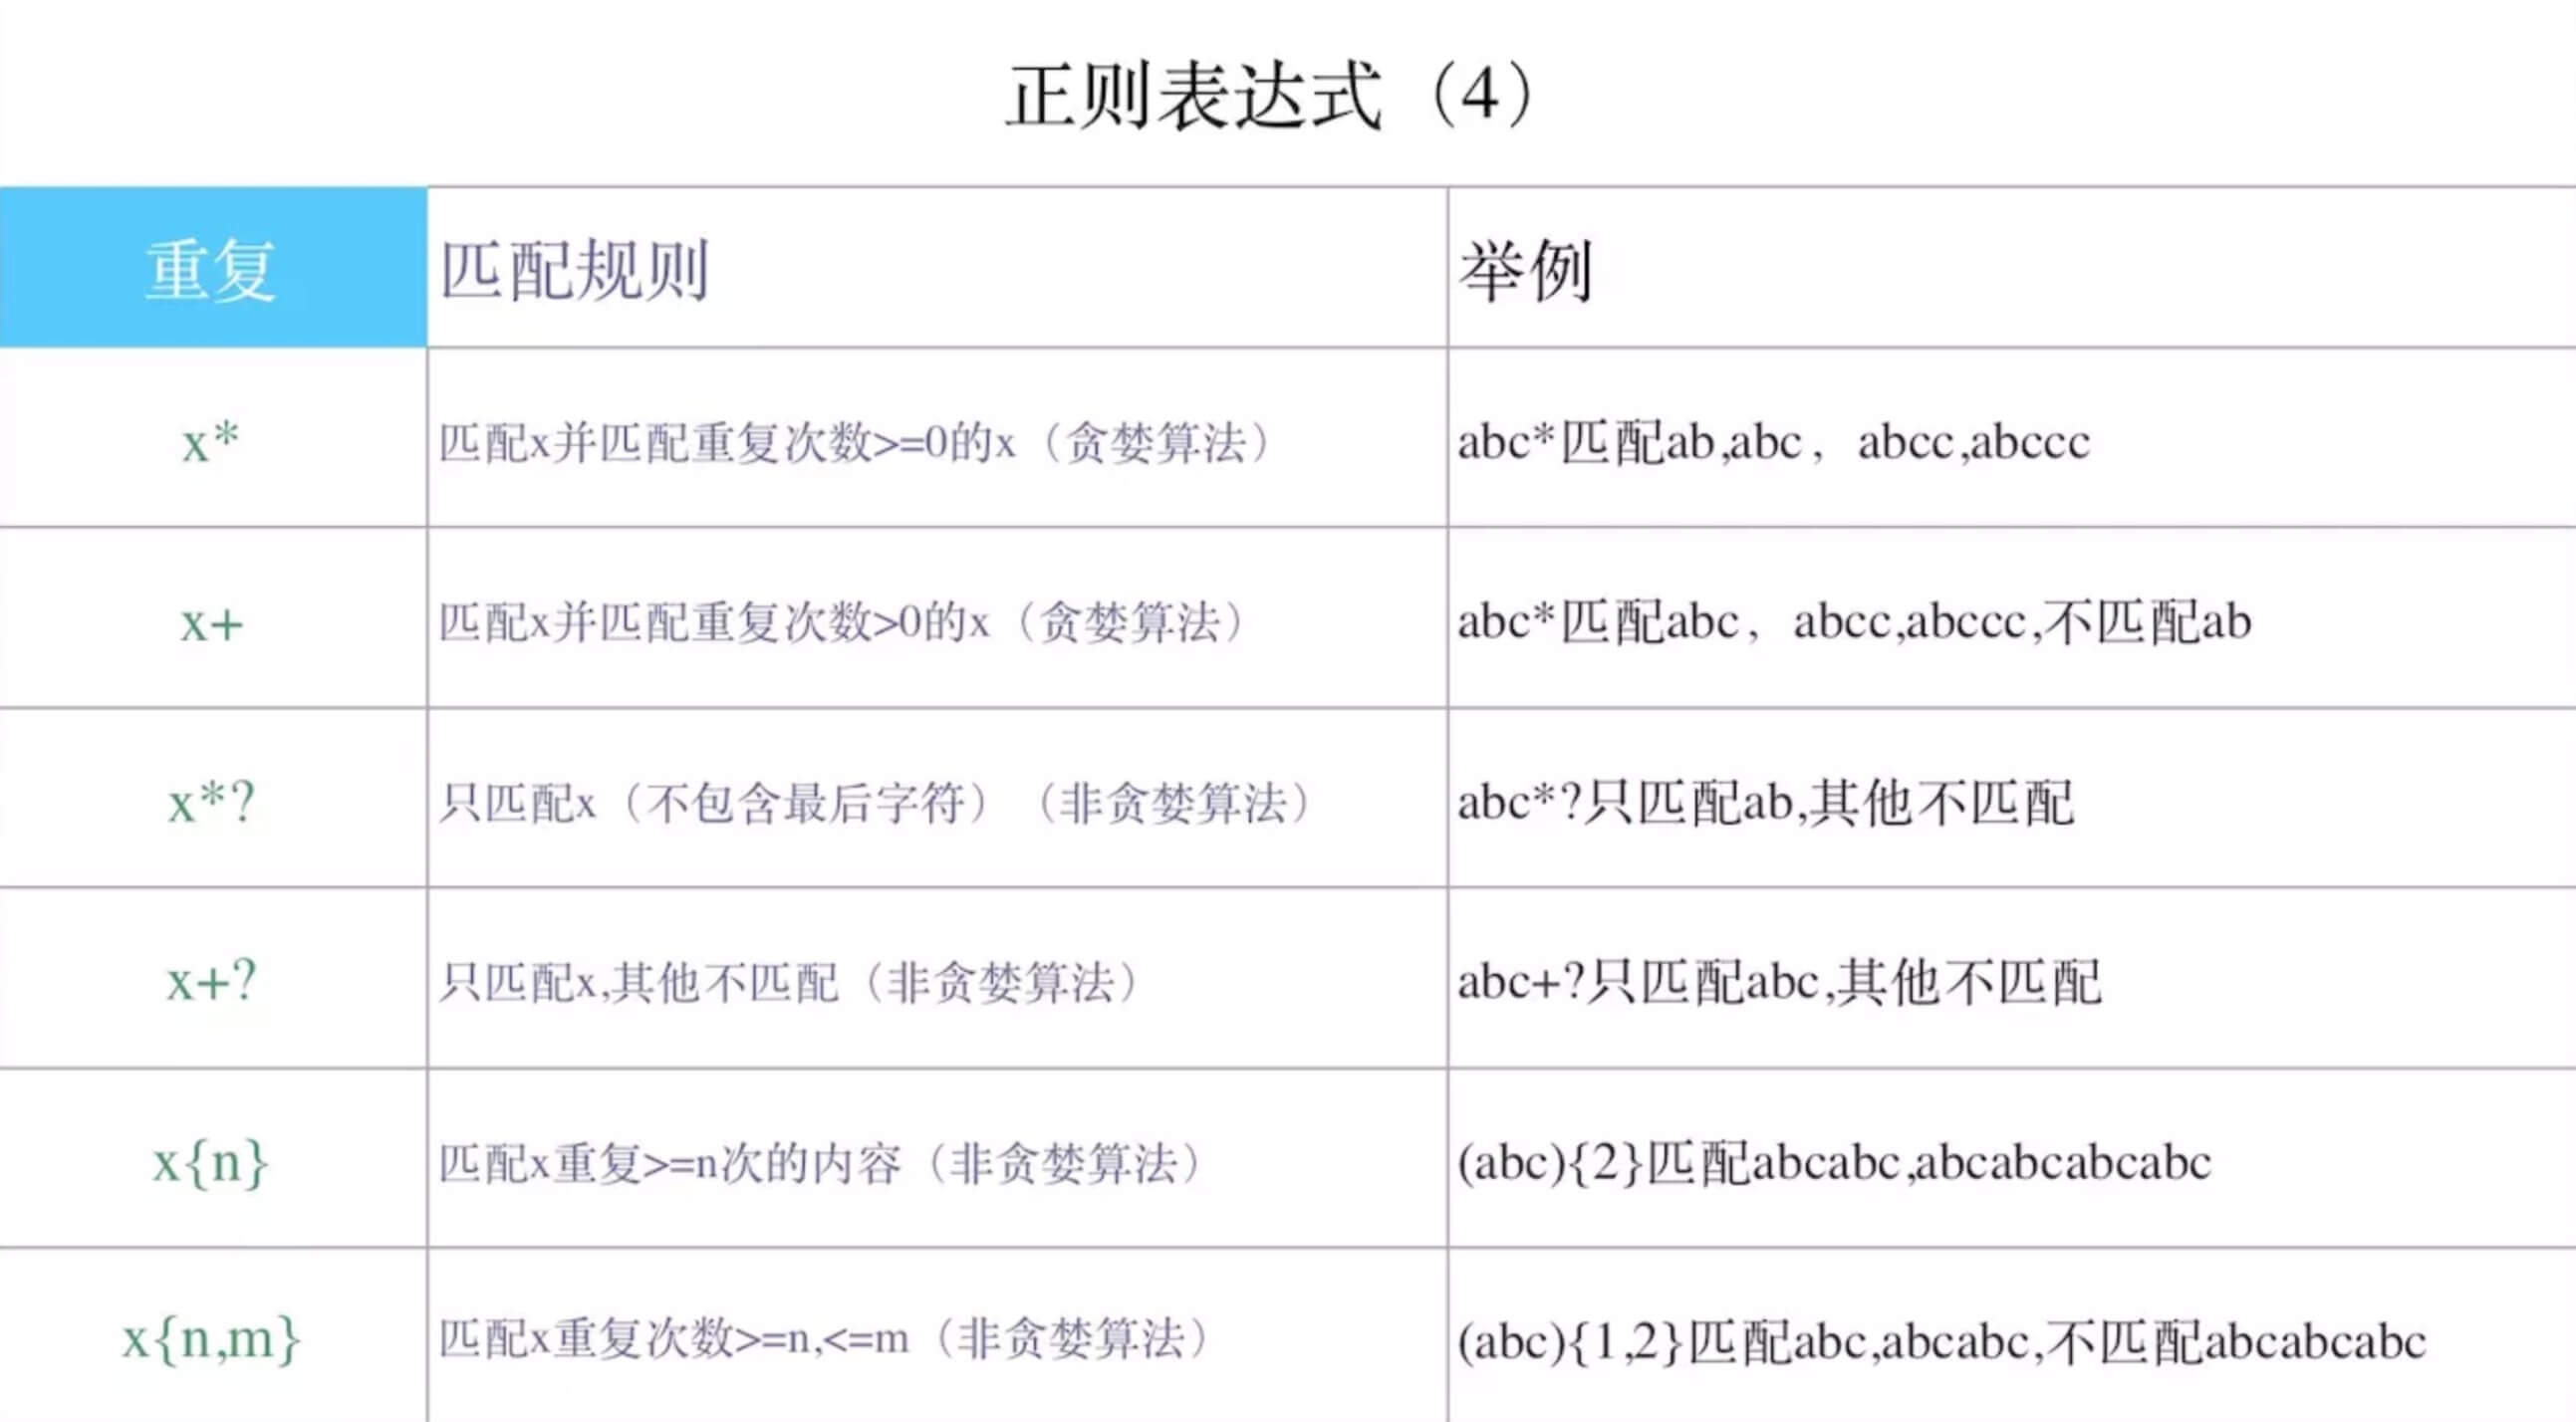 正则表达式（4）
重复 匹配规则 举例
x* 匹配x并匹配重复次数>=0的x（贪婪算法） abc*匹配ab,abc，abcc,abccc
x+ 匹配x并匹配重复次数>0的x（贪婪算法） abc*匹配abc，abcc,abccc,不匹配ab
x*? 只匹配x（不包含最后字符）（非贪婪算法） abc*?只匹配ab,其他不匹配
x+? 只匹配x,其他不匹配（非贪婪算法） abc+?只匹配abc,其他不匹配
x{n} 匹配x重复>=n次的内容（非贪婪算法） (abc){2}匹配abcabc,abcabcabcabc
x{n,m} 匹配x重复次数>=n,<=m（非贪婪算法） (abc){1,2}匹配abc,abcabc,不匹配abcabcabc